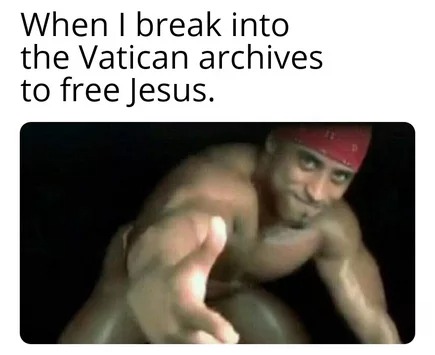 When I break into
the Vatican archives
to free Jesus.